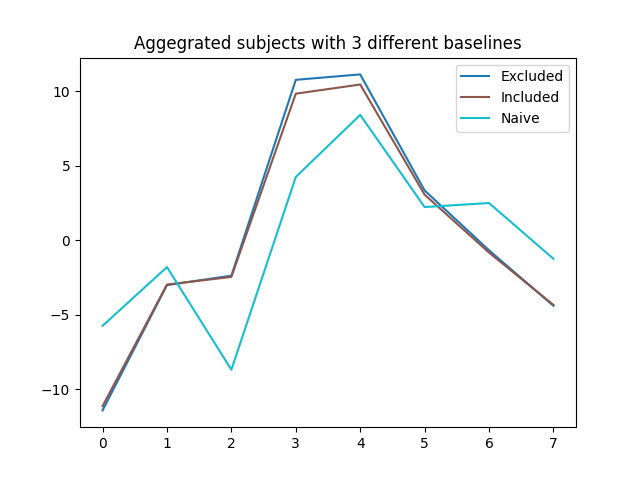 Aggegrated subjects with 3 different baselines
Excluded
Included
Naive
10
5
0
−5
−10
0 1 2 3 4 5 6 7